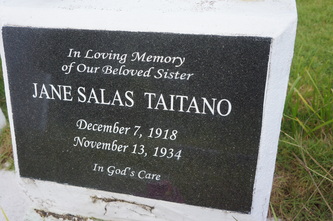 In Loving Memory
of Our Beloved Sister
JANE SALAS TAITANO
December 7, 1918
November 13, 1934
In God's Care